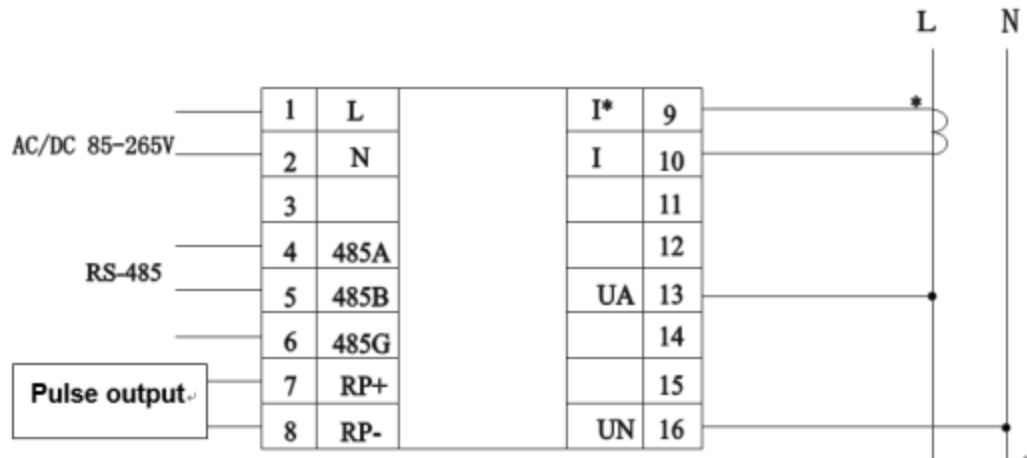 L N
1 L I* 9 *
AC/DC 85-265V
2 N I 10
3 11
4 485A 12
RS-485
5 485B UA 13
6 485G 14
Pulse output
7 RP+ 15
8 RP- UN 16